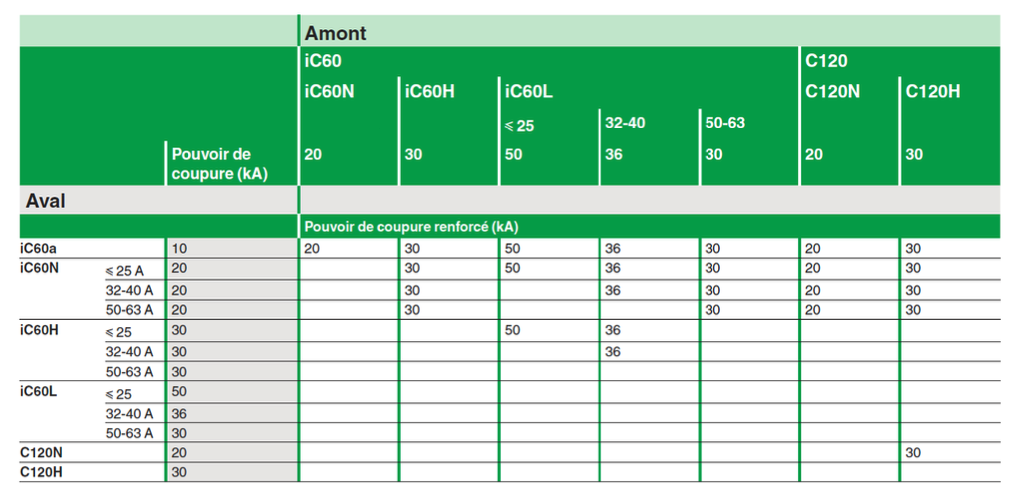 Amont
iC60 C120
iC60N iC60H iC60L C120N C120H
⩽ 25 32-40 50-63
Pouvoir de coupure (kA) 20 30 50 36 30 20 30
Aval
Pouvoir de coupure renforcé (kA)
iC60a 10 20 30 50 36 30 20 30
iC60N ⩽ 25 A 20 30 50 36 30 20 30
32-40 A 20 30 36 30 20 30
50-63 A 20 30 30 20 30
iC60H ⩽ 25 30 50 36
32-40 A 30 36
50-63 A 30
iC60L ⩽ 25 50
32-40 A 36
50-63 A 30
C120N 20 30
C120H 30